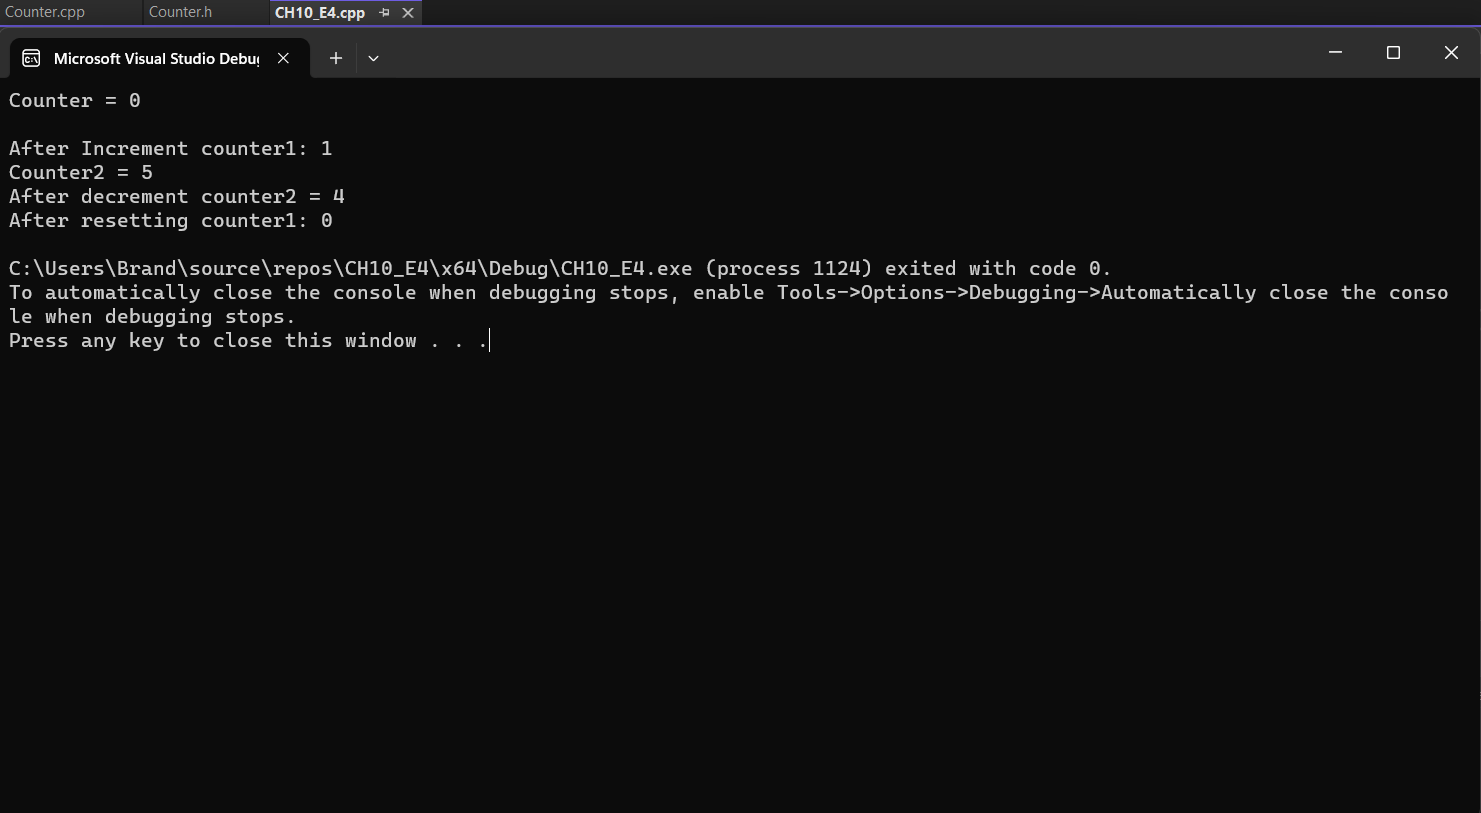 Counter.cpp Counter.h CH10_E4.cpp
Microsoft Visual Studio Debug
Counter = 0
After Increment counter1: 1
Counter2 = 5
After decrement counter2 = 4
After resetting counter1: 0
C:\Users\Brand\source\repos\CH10_E4\x64\Debug\CH10_E4.exe (process 1124) exited with code 0.
To automatically close the console when debugging stops, enable Tools->Options->Debugging->Automatically close the conso
le when debugging stops.
Press any key to close this window . . .